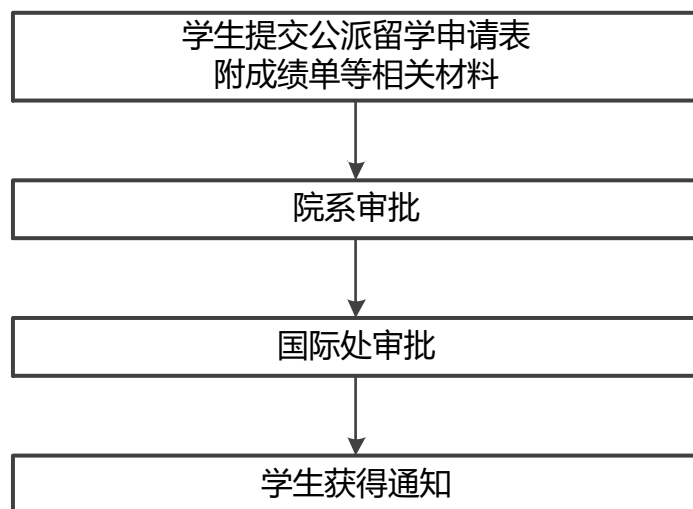 学生提交公派留学申请表
附成绩单等相关材料
院系审批
国际处审批
学生获得通知